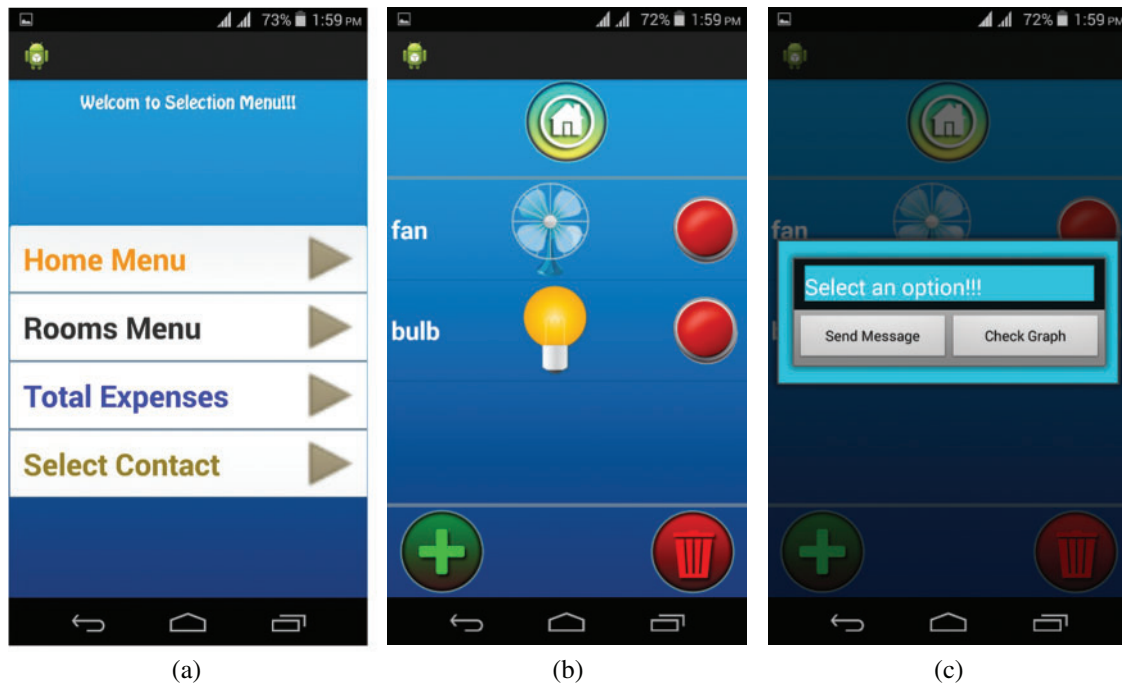 73% 1:59 PM
Welcom to Selection Menu!!!
Home Menu
Rooms Menu
Total Expenses
Select Contact
(a)
72% 1:59 PM
fan
bulb
(b)
72% 1:59 PM
fan
Select an option!!!
Send Message
Check Graph
(c)